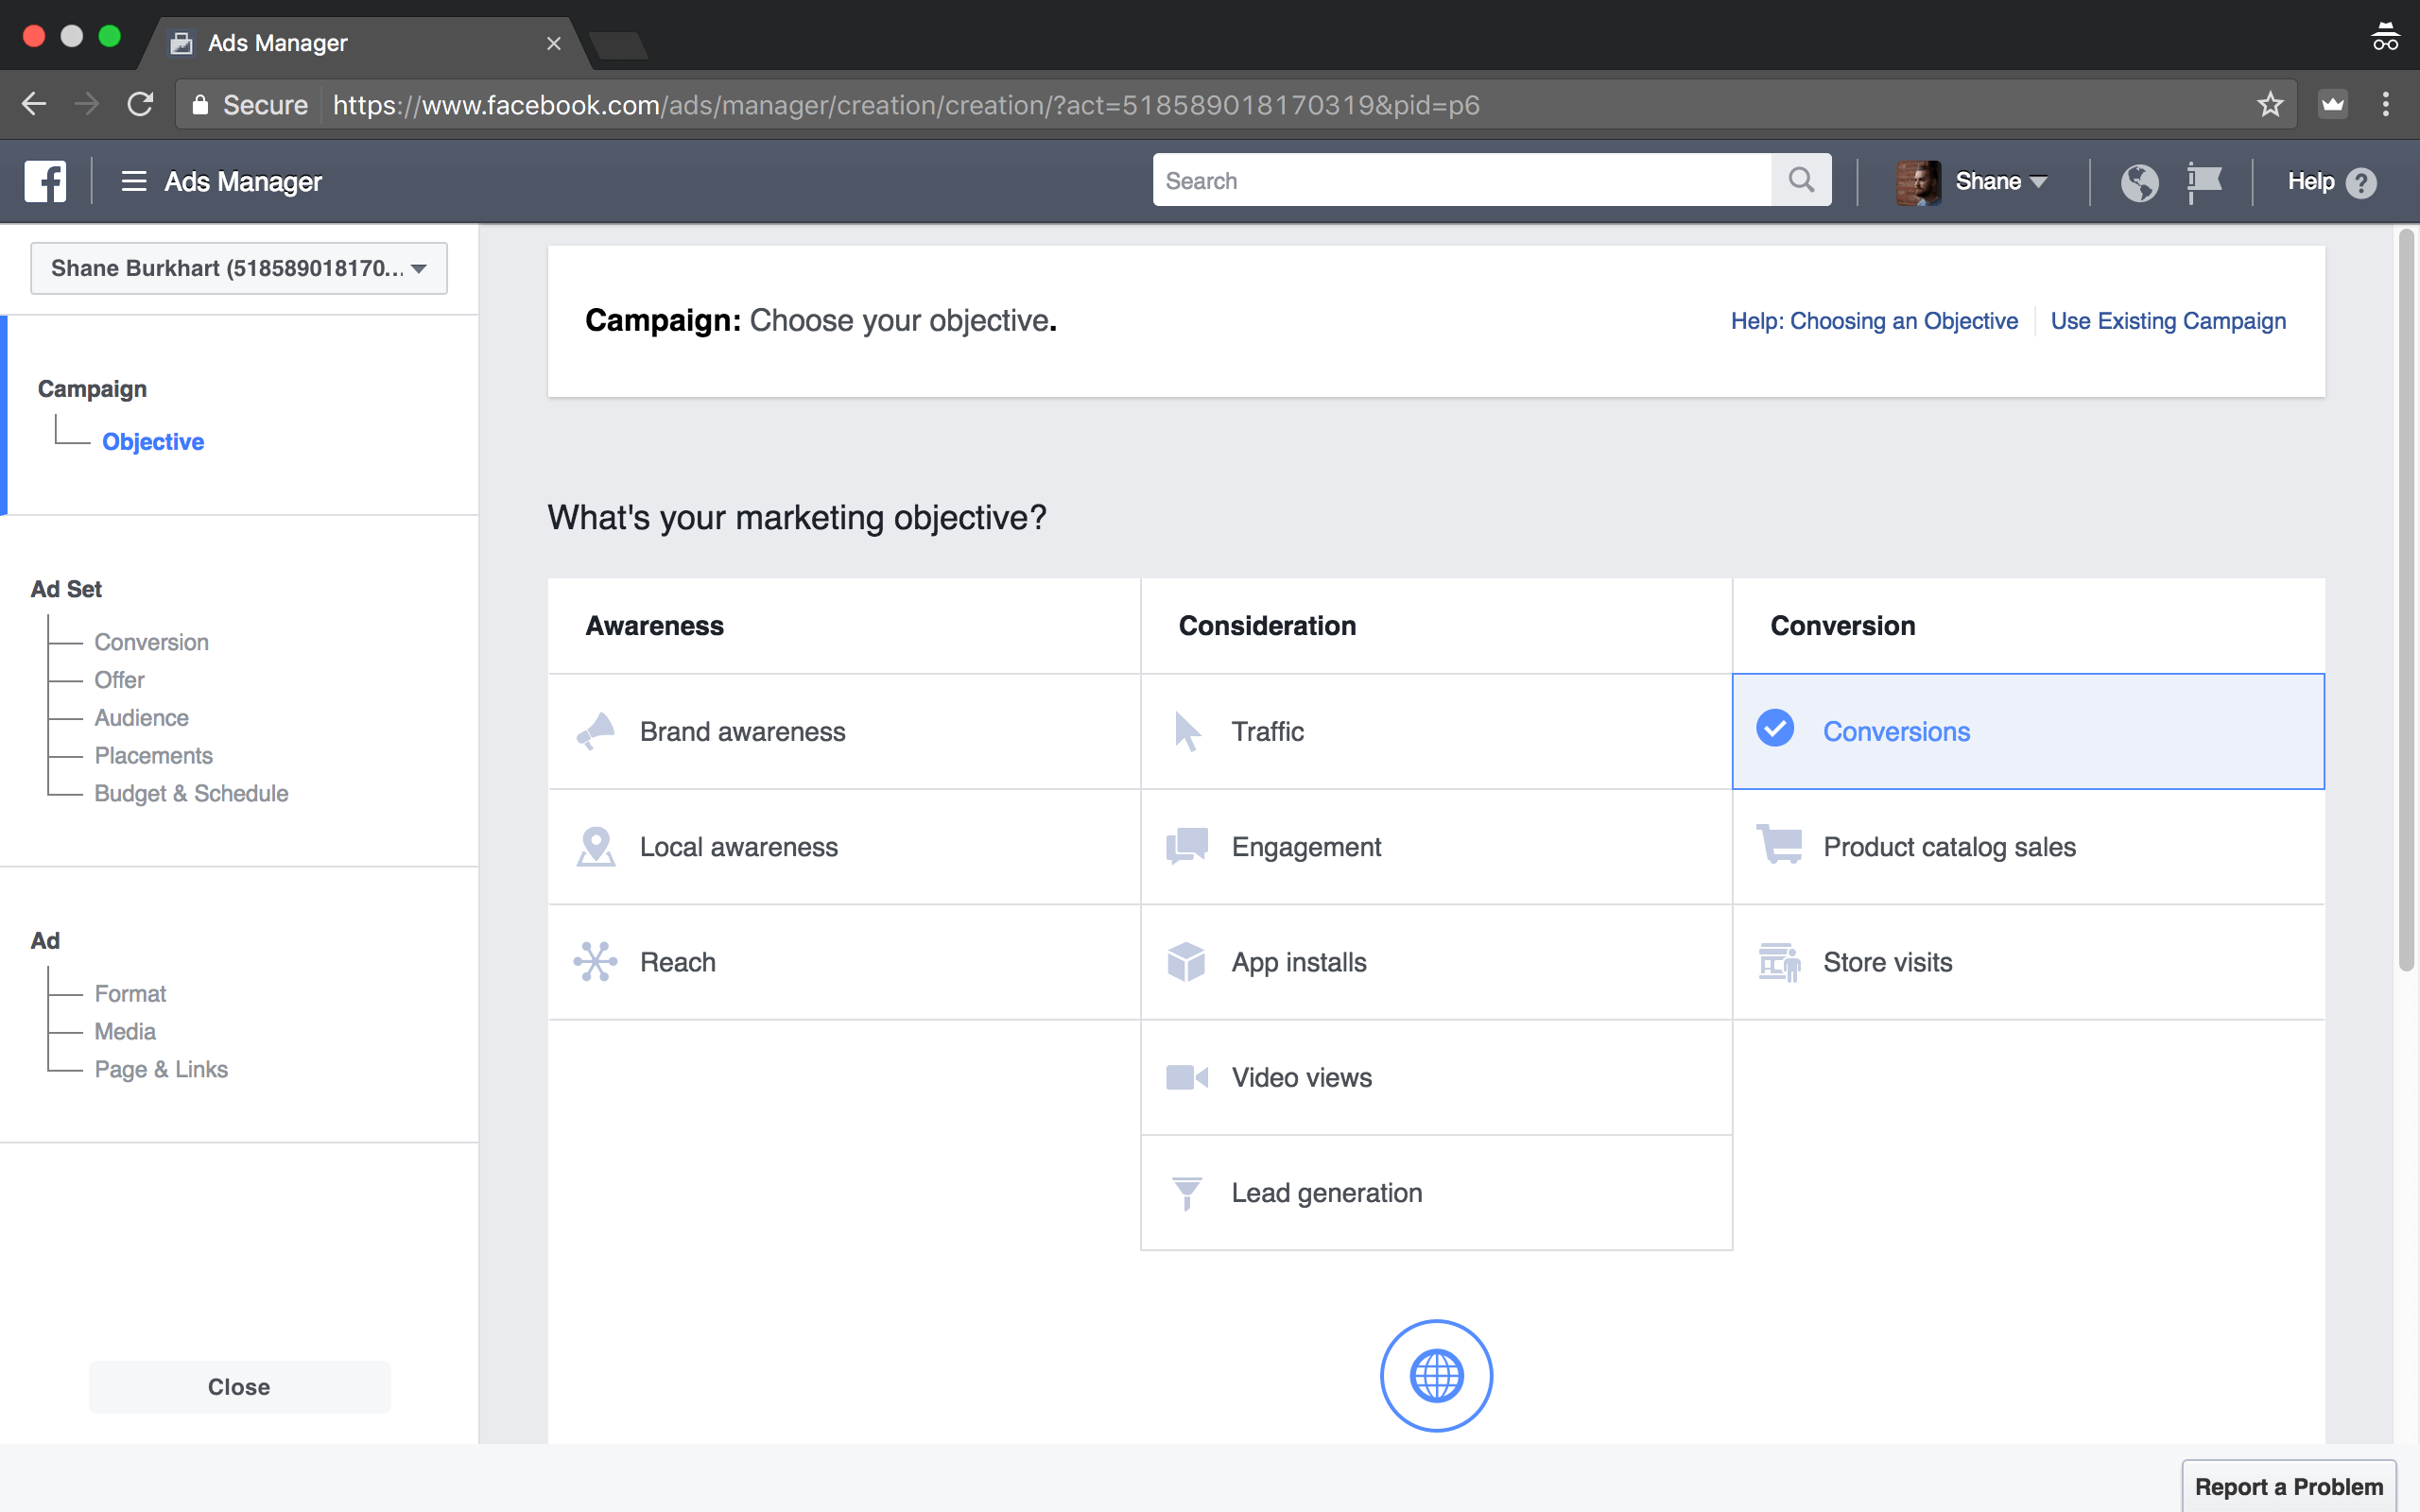 Ads Manager
Secure https://www.facebook.com/ads/manager/creation/creation/?act=518589018170319&pid=p6
Ads Manager
Search
Shane
Help ?
Shane Burkhart (518589018170...
Campaign
Objective
Ad Set
Conversion
Offer
Audience
Placements
Budget & Schedule
Ad
Format
Media
Page & Links
Close
Campaign: Choose your objective.
Help: Choosing an Objective
Use Existing Campaign
What's your marketing objective?
Awareness
Brand awareness
Local awareness
Reach
Consideration
Traffic
Engagement
App installs
Video views
Lead generation
Conversion
Conversions
Product catalog sales
Store visits
Report a Problem